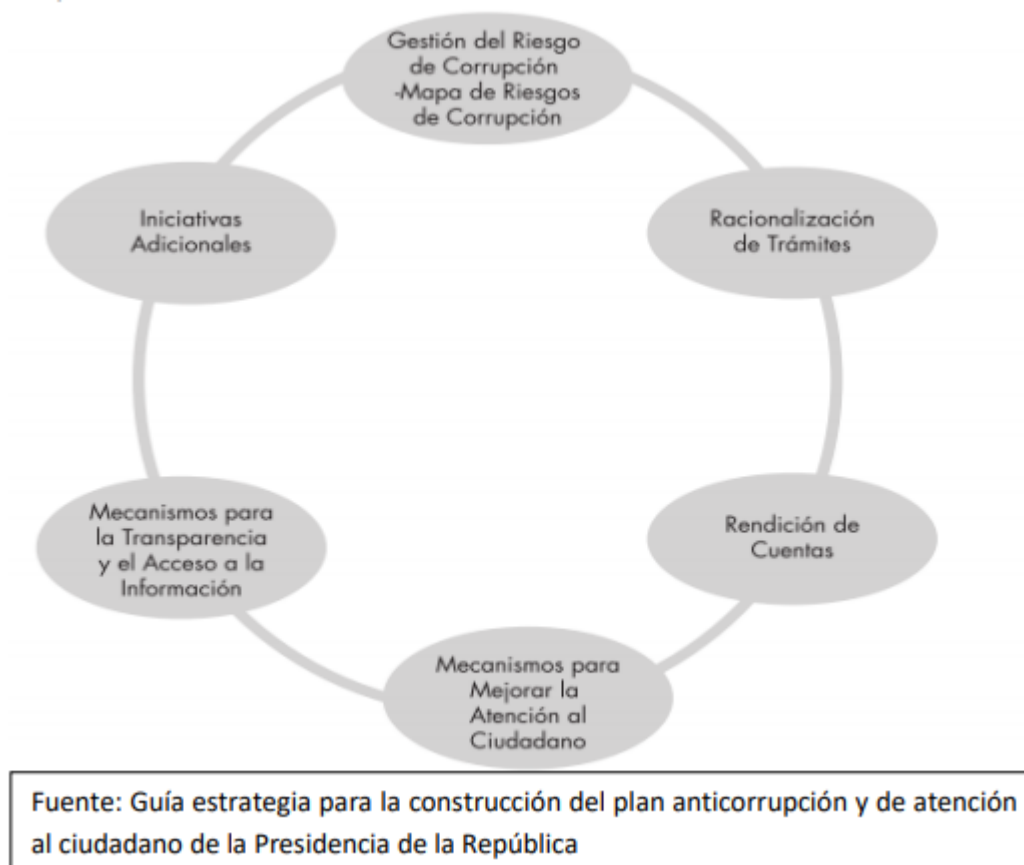 Gestión del Riesgo
de Corrupción
-Mapa de Riesgos
de Corrupción
Iniciativas
Adicionales
Racionalización
de Trámites
Mecanismos para
la Transparencia
y el Acceso a la
Información
Rendición de
Cuentas
Mecanismos para
Mejorar la
Atención al
Ciudadano
Fuente: Guía estrategia para la construcción del plan anticorrupción y de atención
al ciudadano de la Presidencia de la República